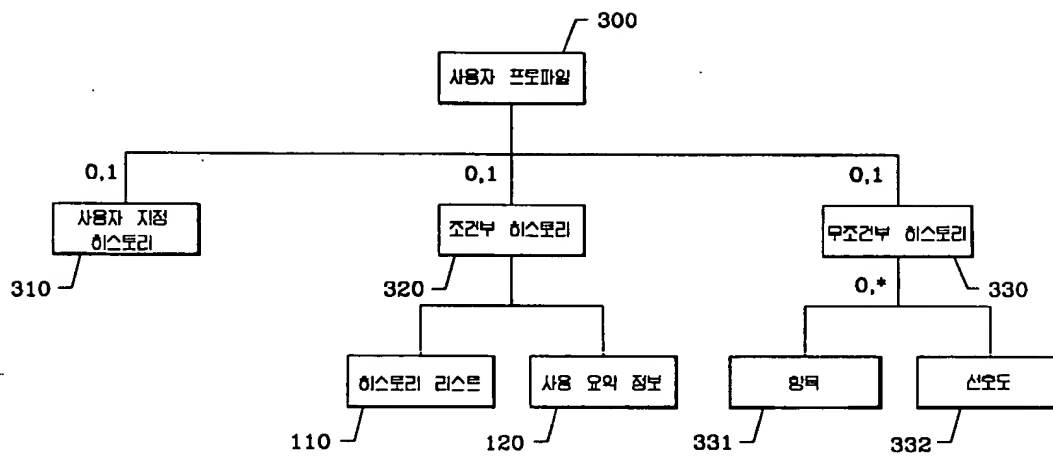 300
사용자 프로파일
0,1
0,1
0,1
사용자 지정
히스토리
조건부 히스토리
무조건부 히스토리
310
320
0,*
330
히스토리 리스트
사용 요약 정보
항목
선호도
110
120
331
332